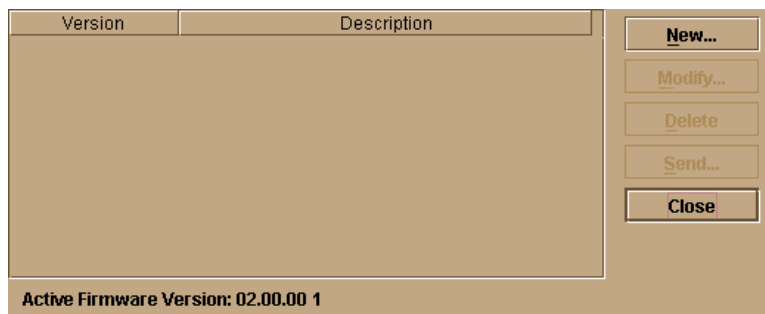 Version Description
New...
Modify...
Delete
Send...
Close
Active Firmware Version: 02.00.00 1